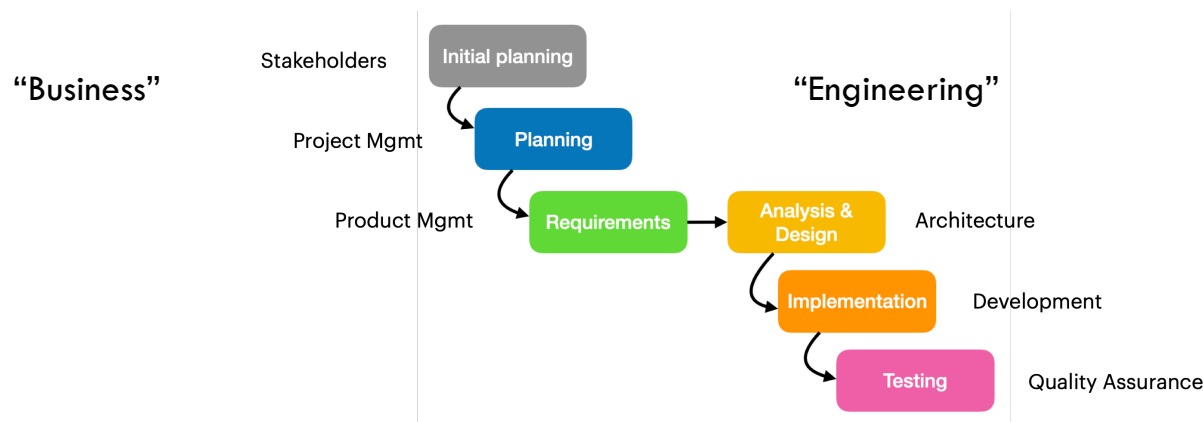 Stakeholders
Initial planning
“Business”
“Engineering”
Project Mgmt
Planning
Product Mgmt
Requirements
Analysis &
Design
Architecture
Implementation
Development
Testing
Quality Assurance